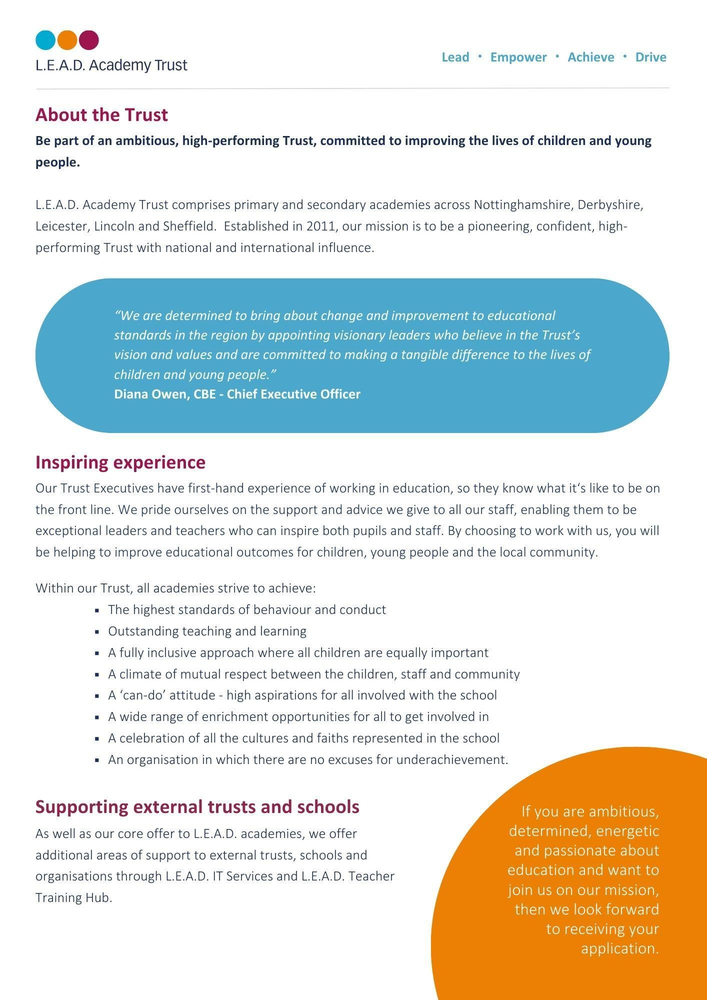 L.E.A.D. Academy Trust
Lead • Empower • Achieve • Drive
About the Trust
Be part of an ambitious, high-performing Trust, committed to improving the lives of children and young
people.
L.E.A.D. Academy Trust comprises primary and secondary academies across Nottinghamshire, Derbyshire,
Leicester, Lincoln and Sheffield.  Established in 2011, our mission is to be a pioneering, confident, high-
performing Trust with national and international influence.
“We are determined to bring about change and improvement to educational
standards in the region by appointing visionary leaders who believe in the Trust’s
vision and values and are committed to making a tangible difference to the lives of
children and young people.”
Diana Owen, CBE - Chief Executive Officer
Inspiring experience
Our Trust Executives have first-hand experience of working in education, so they know what it‘s like to be on
the front line. We pride ourselves on the support and advice we give to all our staff, enabling them to be
exceptional leaders and teachers who can inspire both pupils and staff. By choosing to work with us, you will
be helping to improve educational outcomes for children, young people and the local community.
Within our Trust, all academies strive to achieve:
▪ The highest standards of behaviour and conduct
▪ Outstanding teaching and learning
▪ A fully inclusive approach where all children are equally important
▪ A climate of mutual respect between the children, staff and community
▪ A ‘can-do’ attitude - high aspirations for all involved with the school
▪ A wide range of enrichment opportunities for all to get involved in
▪ A celebration of all the cultures and faiths represented in the school
▪ An organisation in which there are no excuses for underachievement.
Supporting external trusts and schools
As well as our core offer to L.E.A.D. academies, we offer
additional areas of support to external trusts, schools and
organisations through L.E.A.D. IT Services and L.E.A.D. Teacher
Training Hub.
If you are ambitious,
determined, energetic
and passionate about
education and want to
join us on our mission,
then we look forward
to receiving your
application.